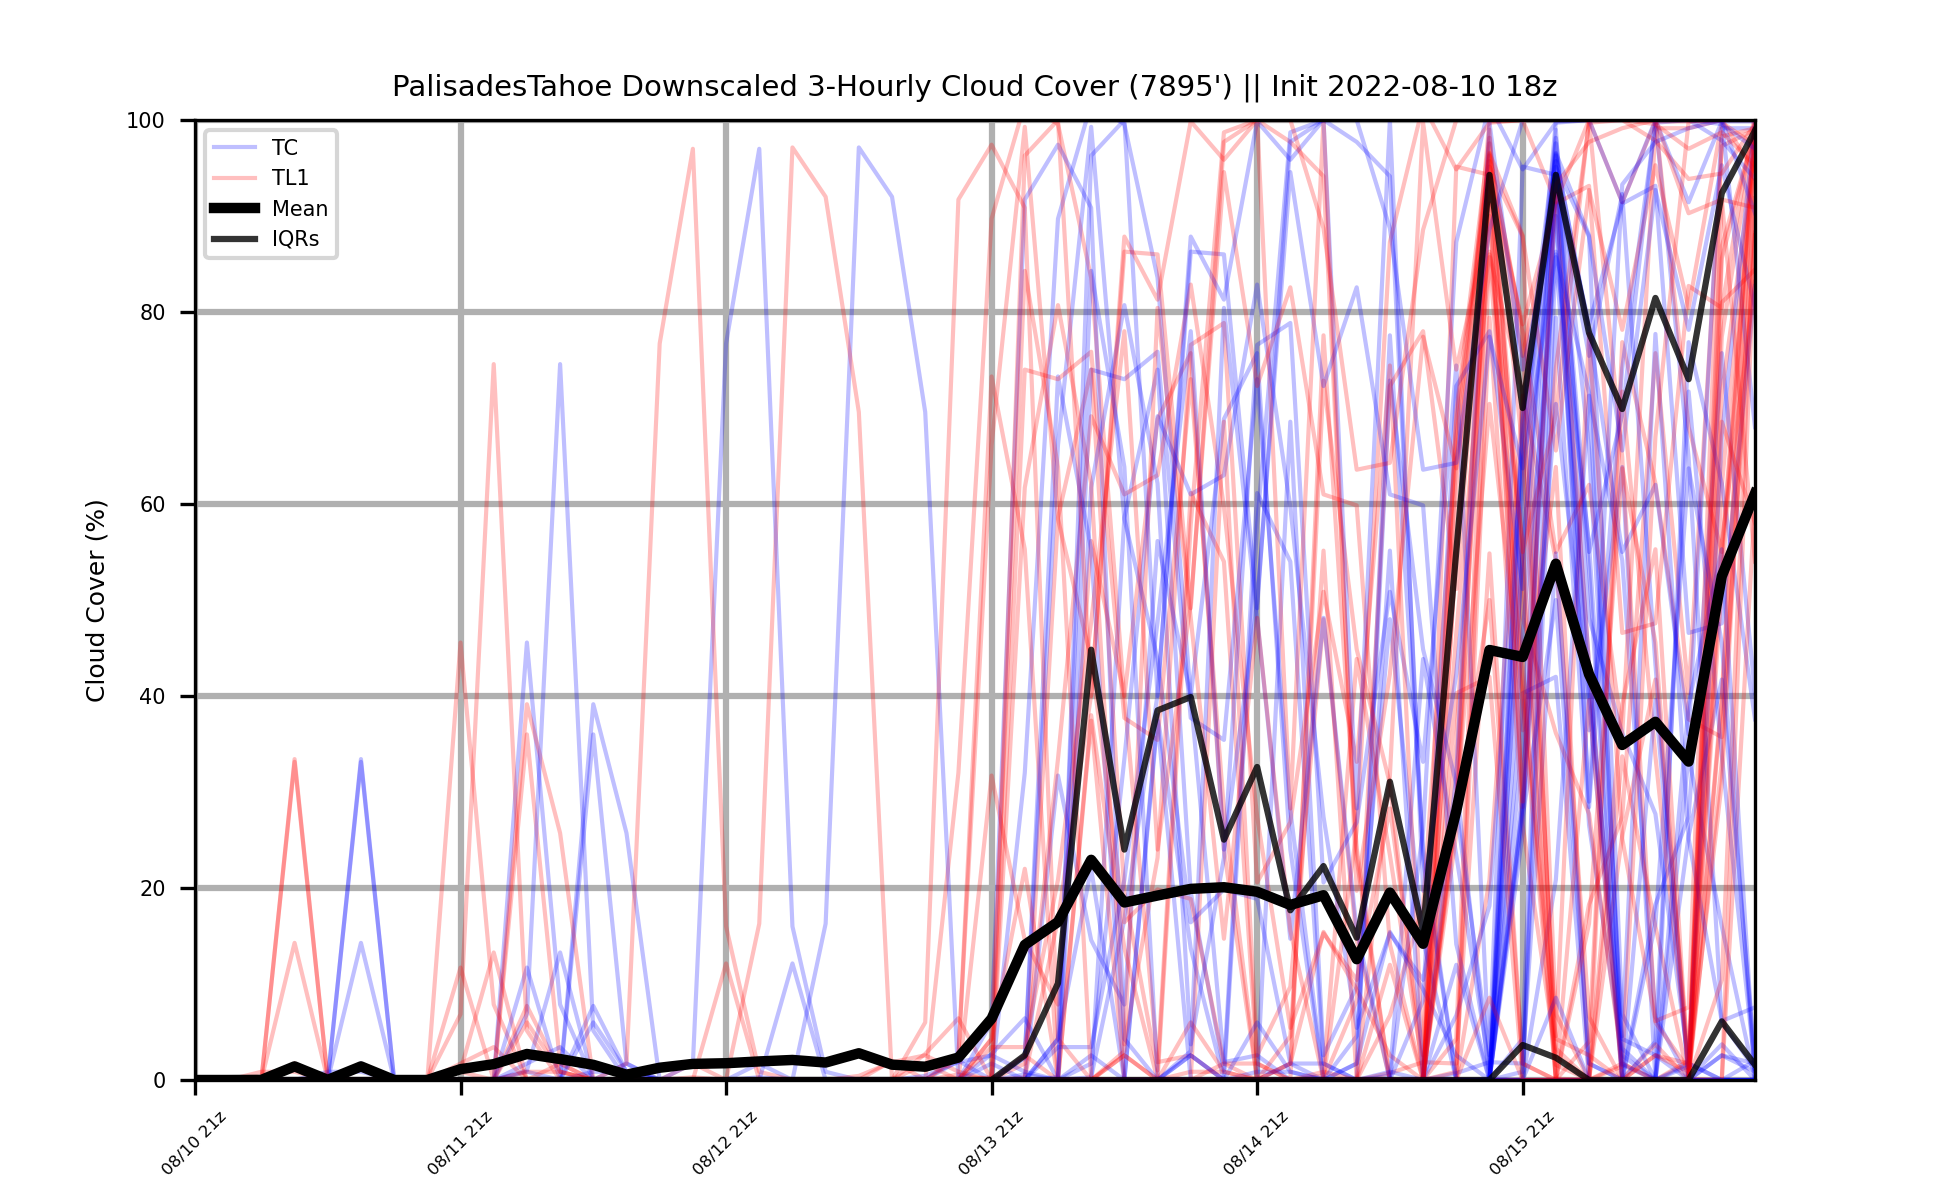 PalisadesTahoe Downscaled 3-Hourly Cloud Cover (7895') || Init 2022-08-10 18z
TC
TL1
Mean
IQRs
Cloud Cover (%)
100
80
60
40
20
0
08/10 21z
08/11 21z
08/12 21z
08/13 21z
08/14 21z
08/15 21z